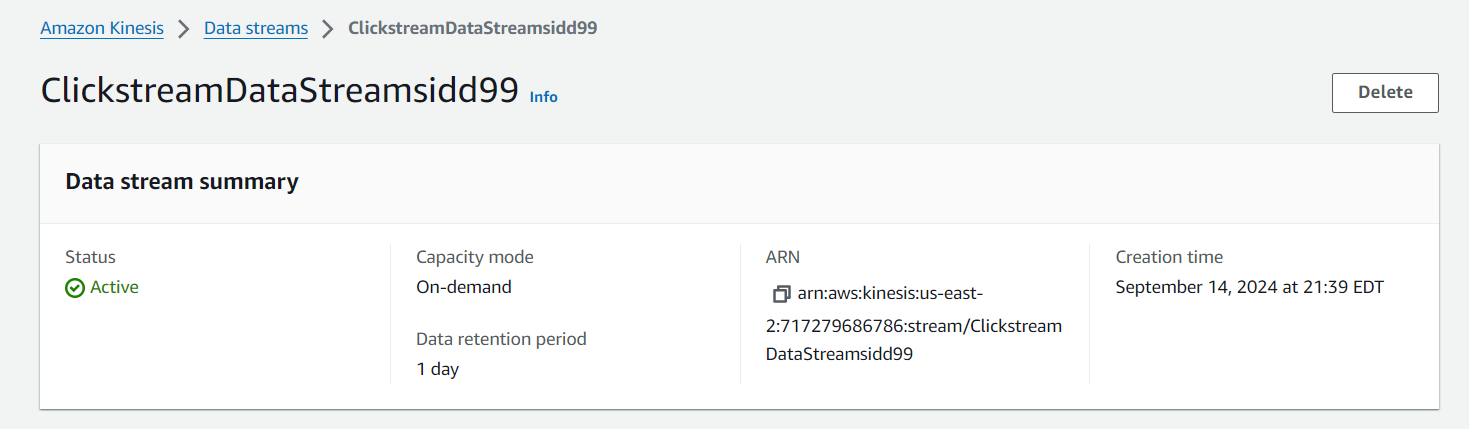 Amazon Kinesis > Data streams > ClickstreamDataStreamsidd99
ClickstreamDataStreamsidd99 Info
Delete
Data stream summary
Status
Active
Capacity mode
On-demand
Data retention period
1 day
ARN
arn:aws:kinesis:us-east-
2:717279686786:stream/Clickstream
DataStreamsidd99
Creation time
September 14, 2024 at 21:39 EDT